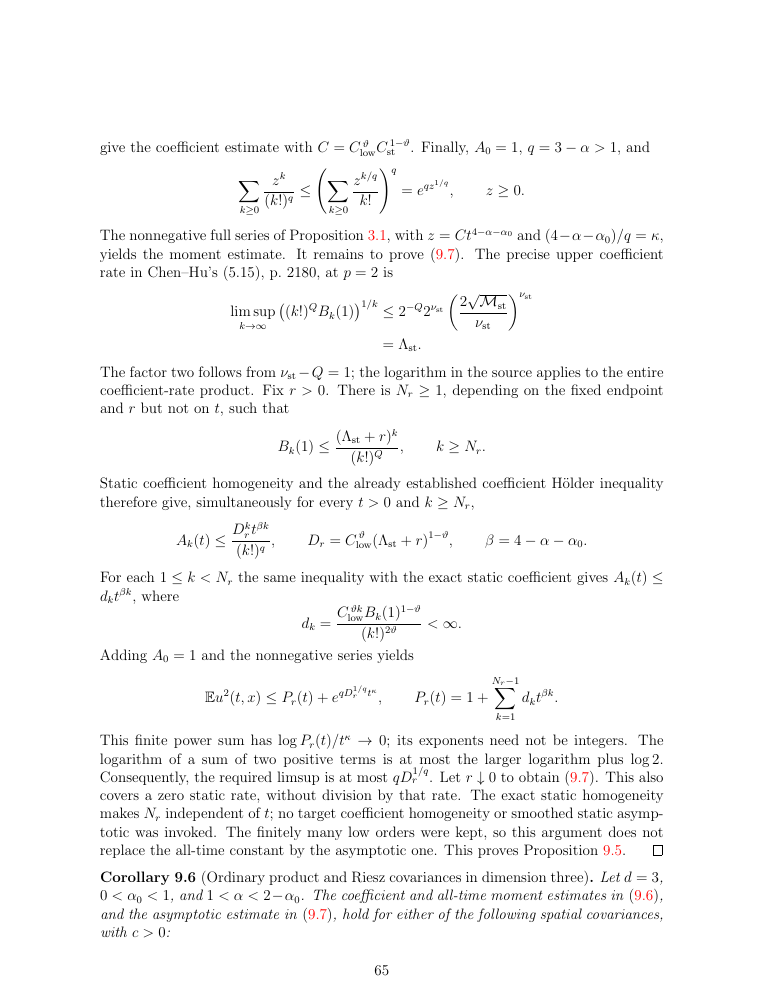 give the coefficient estimate with C = C_low^ϑ C_st^{1−ϑ}. Finally, A_0 = 1, q = 3 − α > 1, and
∑_{k≥0} z^k/(k!)^q ≤ (∑_{k≥0} z^{k/q}/k!)^q = e^{qz^{1/q}}, z ≥ 0.
The nonnegative full series of Proposition 3.1, with z = Ct^{4−α−α_0} and (4−α−α_0)/q = κ,
yields the moment estimate. It remains to prove (9.7). The precise upper coefficient
rate in Chen–Hu's (5.15), p. 2180, at p = 2 is
lim sup_{k→∞} ((k!)^Q B_k(1))^{1/k} ≤ 2^{−Q} 2^{ν_st} (2√M_st/ν_st)^{ν_st}
= Λ_st.
The factor two follows from ν_st − Q = 1; the logarithm in the source applies to the entire
coefficient-rate product. Fix r > 0. There is N_r ≥ 1, depending on the fixed endpoint
and r but not on t, such that
B_k(1) ≤ (Λ_st + r)^k/(k!)^Q, k ≥ N_r.
Static coefficient homogeneity and the already established coefficient Hölder inequality
therefore give, simultaneously for every t > 0 and k ≥ N_r,
A_k(t) ≤ D_r^k t^{βk}/(k!)^q, D_r = C_low^ϑ (Λ_st + r)^{1−ϑ}, β = 4 − α − α_0.
For each 1 ≤ k < N_r the same inequality with the exact static coefficient gives A_k(t) ≤
d_k t^{βk}, where
d_k = C_low^{ϑk} B_k(1)^{1−ϑ}/(k!)^{2ϑ} < ∞.
Adding A_0 = 1 and the nonnegative series yields
𝔼u^2(t, x) ≤ P_r(t) + e^{qD_r^{1/q} t^κ}, P_r(t) = 1 + ∑_{k=1}^{N_r−1} d_k t^{βk}.
This finite power sum has log P_r(t)/t^κ → 0; its exponents need not be integers. The
logarithm of a sum of two positive terms is at most the larger logarithm plus log 2.
Consequently, the required limsup is at most qD_r^{1/q}. Let r ↓ 0 to obtain (9.7). This also
covers a zero static rate, without division by that rate. The exact static homogeneity
makes N_r independent of t; no target coefficient homogeneity or smoothed static asymp-
totic was invoked. The finitely many low orders were kept, so this argument does not
replace the all-time constant by the asymptotic one. This proves Proposition 9.5. □
Corollary 9.6 (Ordinary product and Riesz covariances in dimension three). Let d = 3,
0 < α_0 < 1, and 1 < α < 2−α_0. The coefficient and all-time moment estimates in (9.6),
and the asymptotic estimate in (9.7), hold for either of the following spatial covariances,
with c > 0:
65